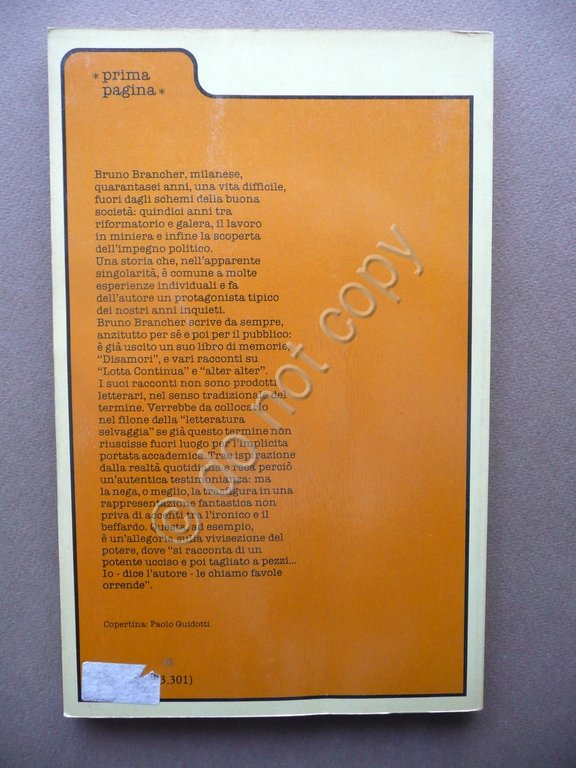 *prima
pagina*
Bruno Brancher, milanese,
quarantasei anni, una vita difficile,
fuori dagli schemi della buona
società: quindici anni tra
riformatorio e galera, il lavoro
in miniera e infine la scoperta
dell'impegno politico.
Una storia che, nell'apparente
singolarità, è comune a molte
esperienze individuali e fa
dell'autore un protagonista tipico
dei nostri anni inquieti.
Bruno Brancher scrive da sempre,
anzitutto per sé e poi per il pubblico:
è già uscito un suo libro di memorie,
"Disamori", e vari racconti su
"Lotta Continua" e "alter alter".
I suoi racconti non sono prodotti
letterari, nel senso tradizionale del
termine. Verrebbe da collocarlo
nel filone della "letteratura
selvaggia" se già questo termine non
riuscisse fuori luogo per l'implicita
portata accademica. Trae ispirazione
dalla realtà quotidiana e resa perciò
un'autentica testimonianza: ma
la nega, o meglio, la trasfigura in una
rappresentazione fantastica non
priva di accenti tra l'ironico e il
beffardo. Questa, ad esempio,
è un'allegoria sulla vivisezione del
potere, dove "si racconta di un
potente ucciso e poi tagliato a pezzi...
Io - dice l'autore - le chiamo favole
orrende".
Copertina: Paolo Guidotti
3.301)
© do not copy